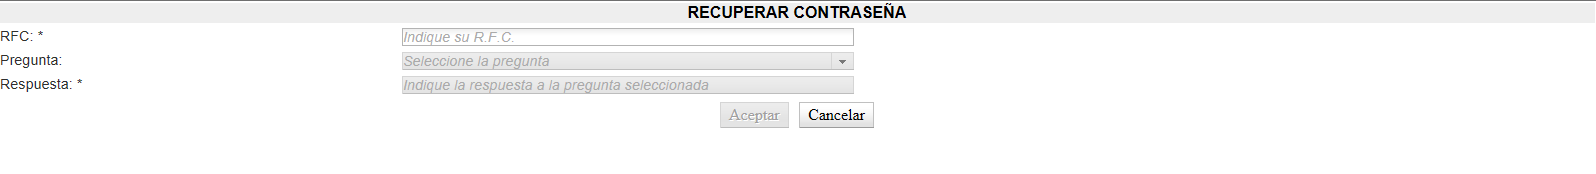 RECUPERAR CONTRASEÑA
RFC: * Indique su R.F.C.
Pregunta: Seleccione la pregunta
Respuesta: * Indique la respuesta a la pregunta seleccionada
Aceptar Cancelar